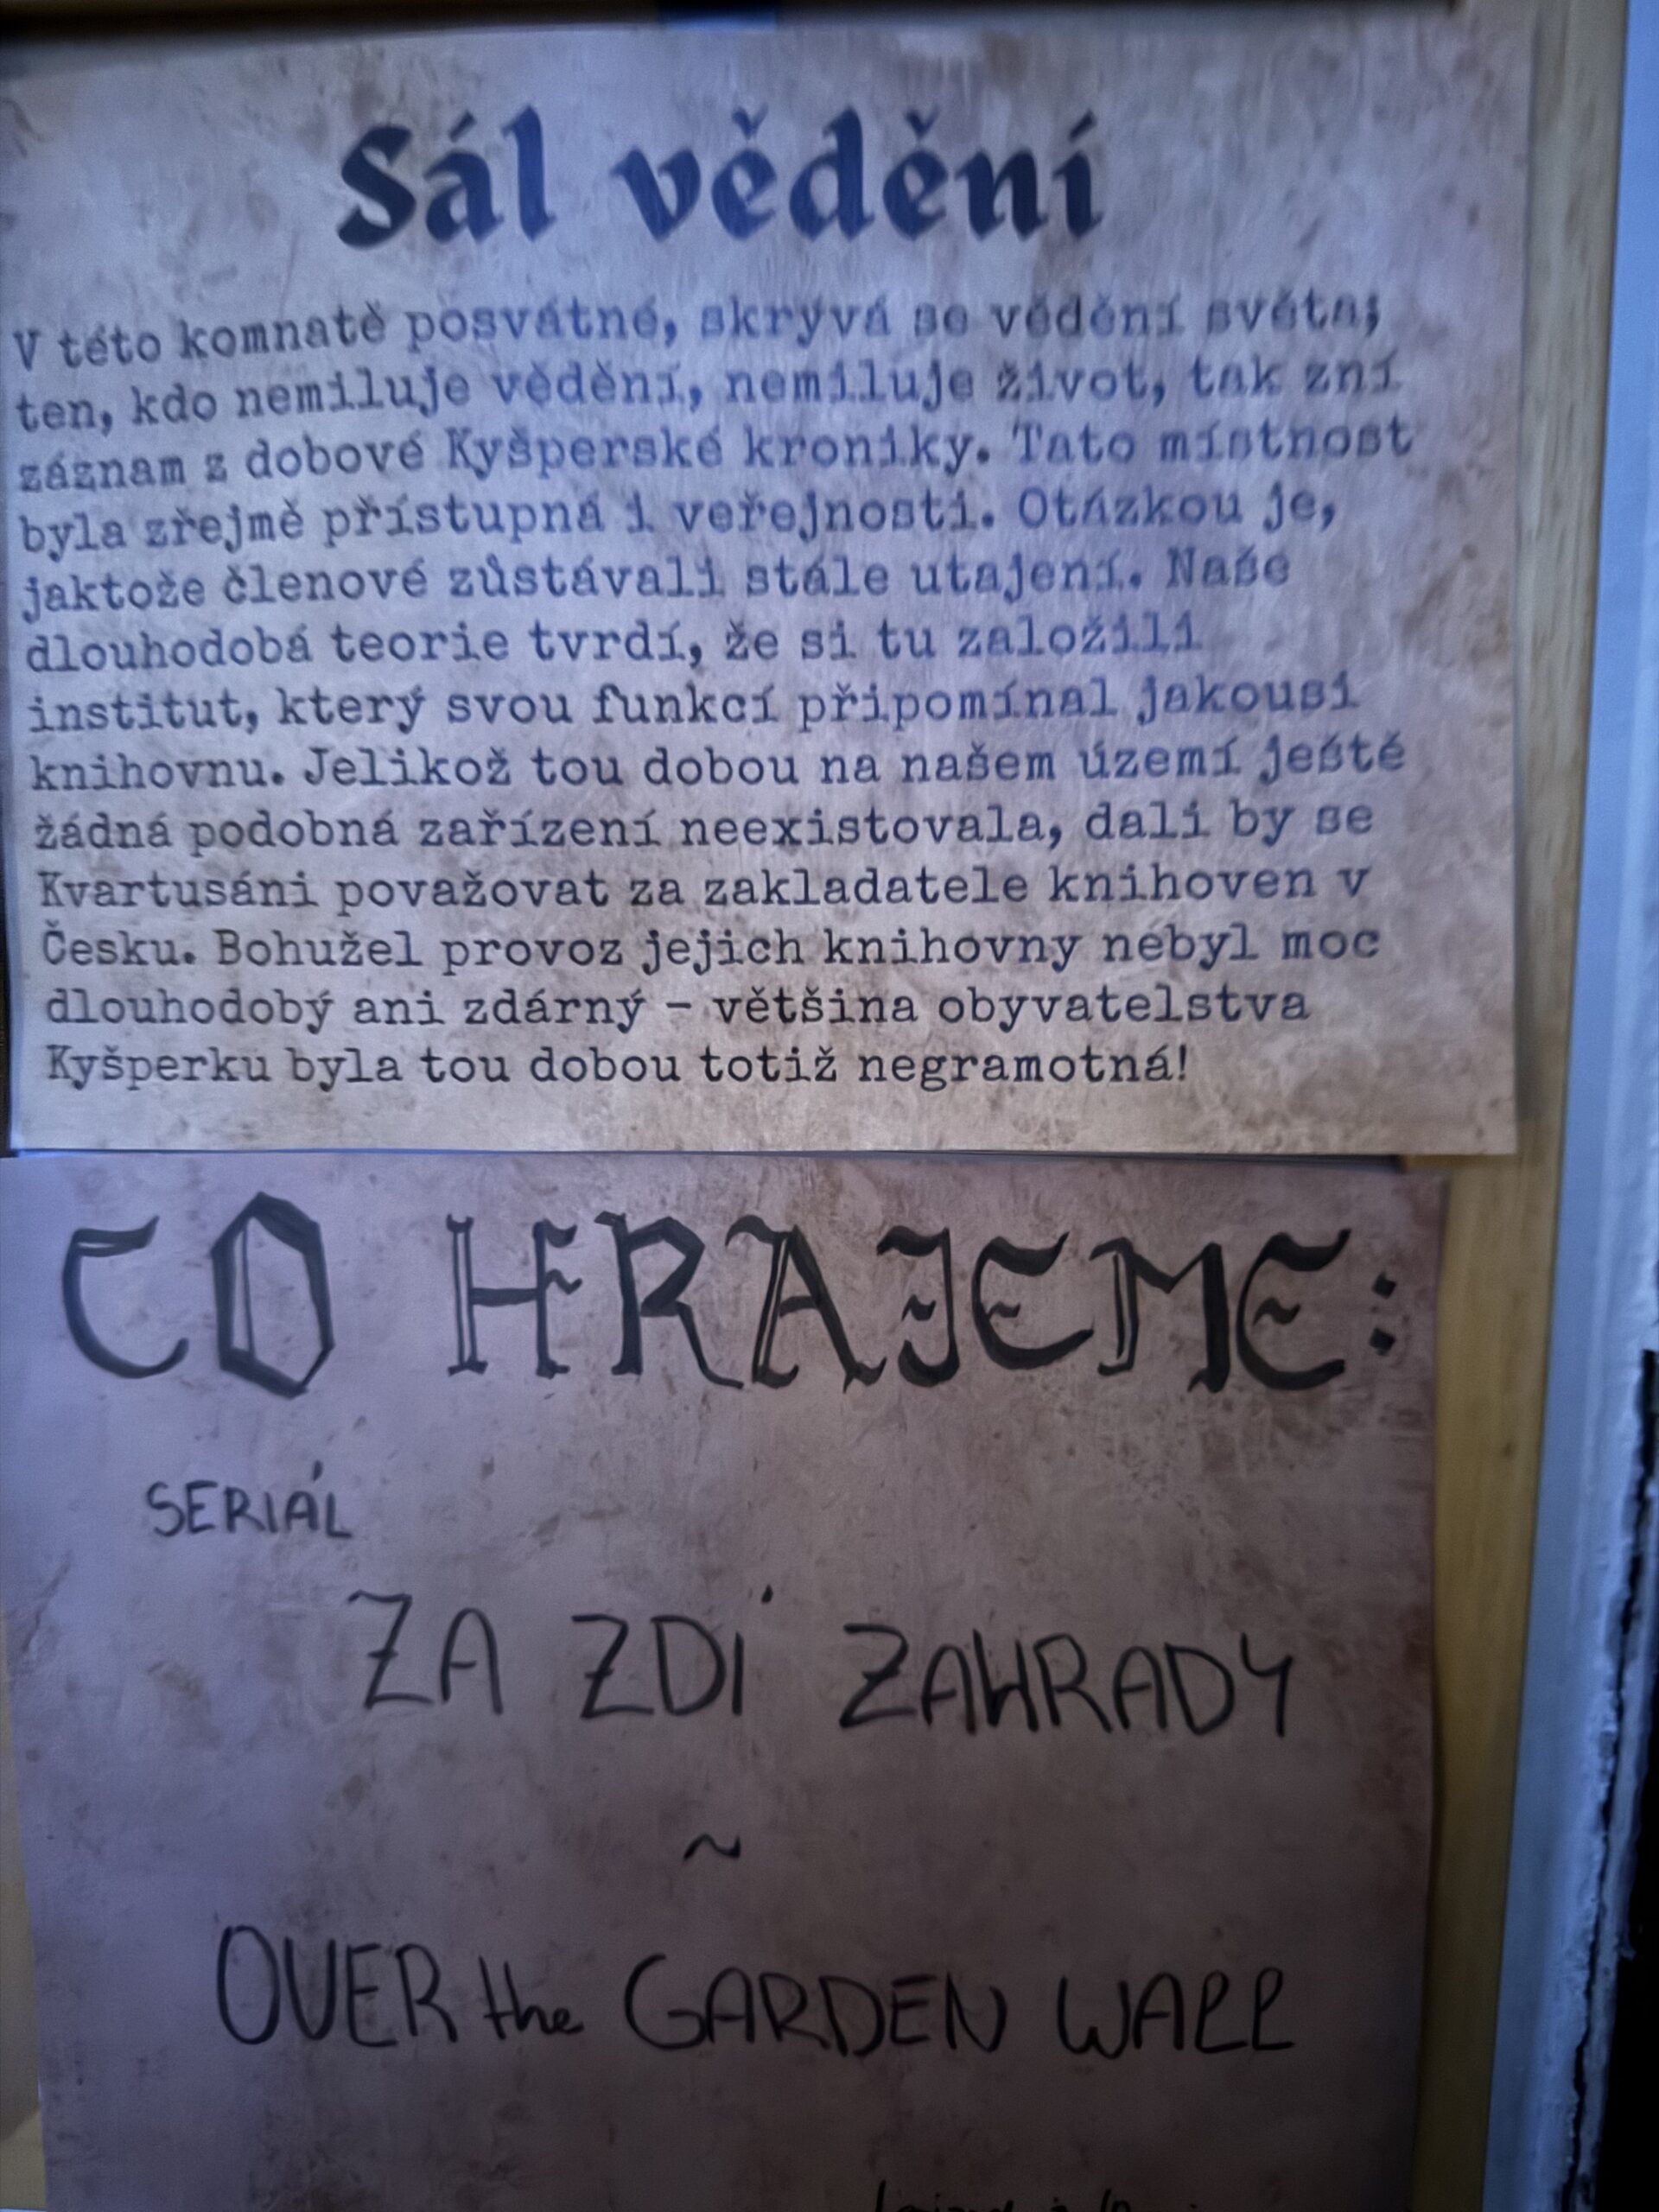 Sál vědění
V této komnatě posvátné, skrývá se vědění světa;
ten, kdo nemiluje vědění, nemiluje život, tak zní
záznam z dobové Kyšperské kroniky. Tato místnost
byla zřejmě přístupná i veřejnosti. Otázkou je,
jaktože členové zůstávali stále utajení. Naše
dlouhodobá teorie tvrdí, že si tu založili
institut, který svou funkcí připomínal jakousi
knihovnu. Jelikož tou dobou na našem území ještě
žádná podobná zařízení neexistovala, dali by se
Kvartusáni považovat za zakladatele knihoven v
Česku. Bohužel provoz jejich knihovny nebyl moc
dlouhodobý ani zdárný – většina obyvatelstva
Kyšperku byla tou dobou totiž negramotná!
CO HRAJEME:
SERIÁL
ZA ZDÍ ZAHRADY
~
OVER the GARDEN WALL